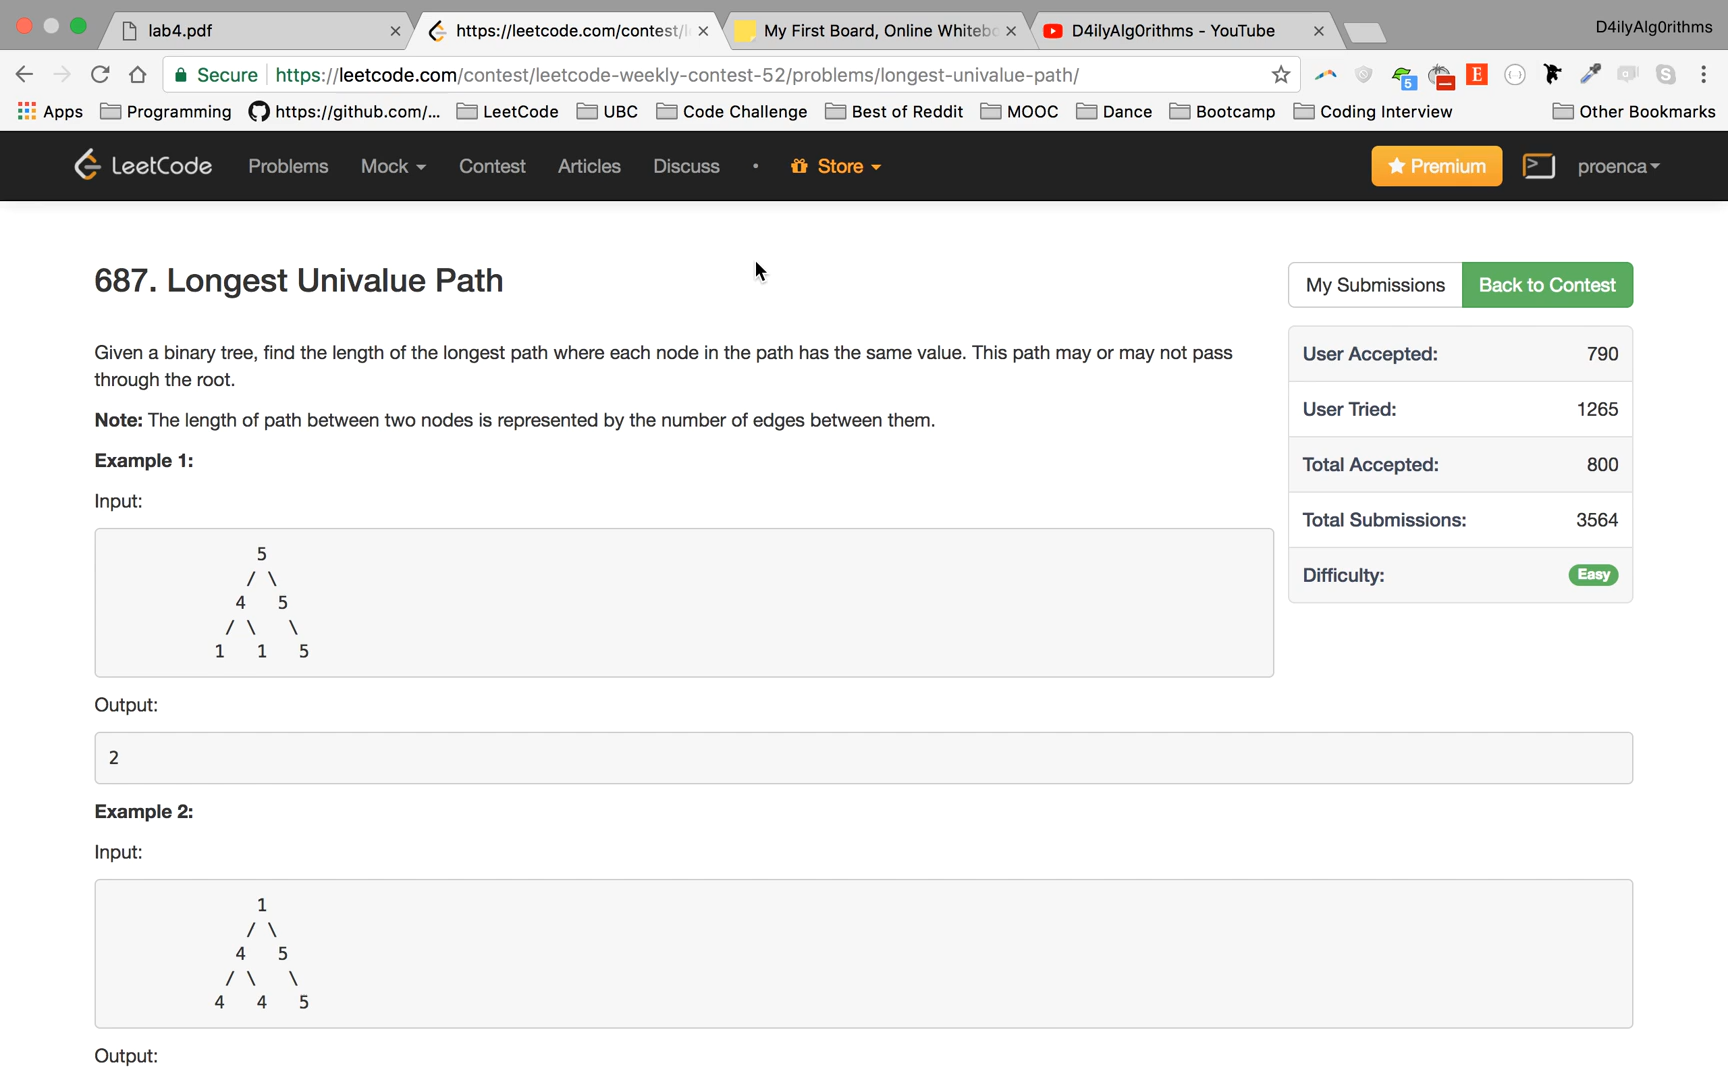 lab4.pdf
https://leetcode.com/contest/l
My First Board, Online Whitebo
D4ilyAlg0rithms - YouTube
D4ilyAlg0rithms
Secure
https://leetcode.com/contest/leetcode-weekly-contest-52/problems/longest-univalue-path/
5
E
Apps
Programming
https://github.com/...
LeetCode
UBC
Code Challenge
Best of Reddit
MOOC
Dance
Bootcamp
Coding Interview
Other Bookmarks
LeetCode
Problems
Mock
Contest
Articles
Discuss
Store
Premium
proenca
687. Longest Univalue Path
My Submissions
Back to Contest
Given a binary tree, find the length of the longest path where each node in the path has the same value. This path may or may not pass
through the root.
Note: The length of path between two nodes is represented by the number of edges between them.
User Accepted: 790
User Tried: 1265
Total Accepted: 800
Total Submissions: 3564
Difficulty: Easy
Example 1:
Input:
5
/ \
4 5
/ \ \
1 1 5
Output:
2
Example 2:
Input:
1
/ \
4 5
/ \ \
4 4 5
Output: